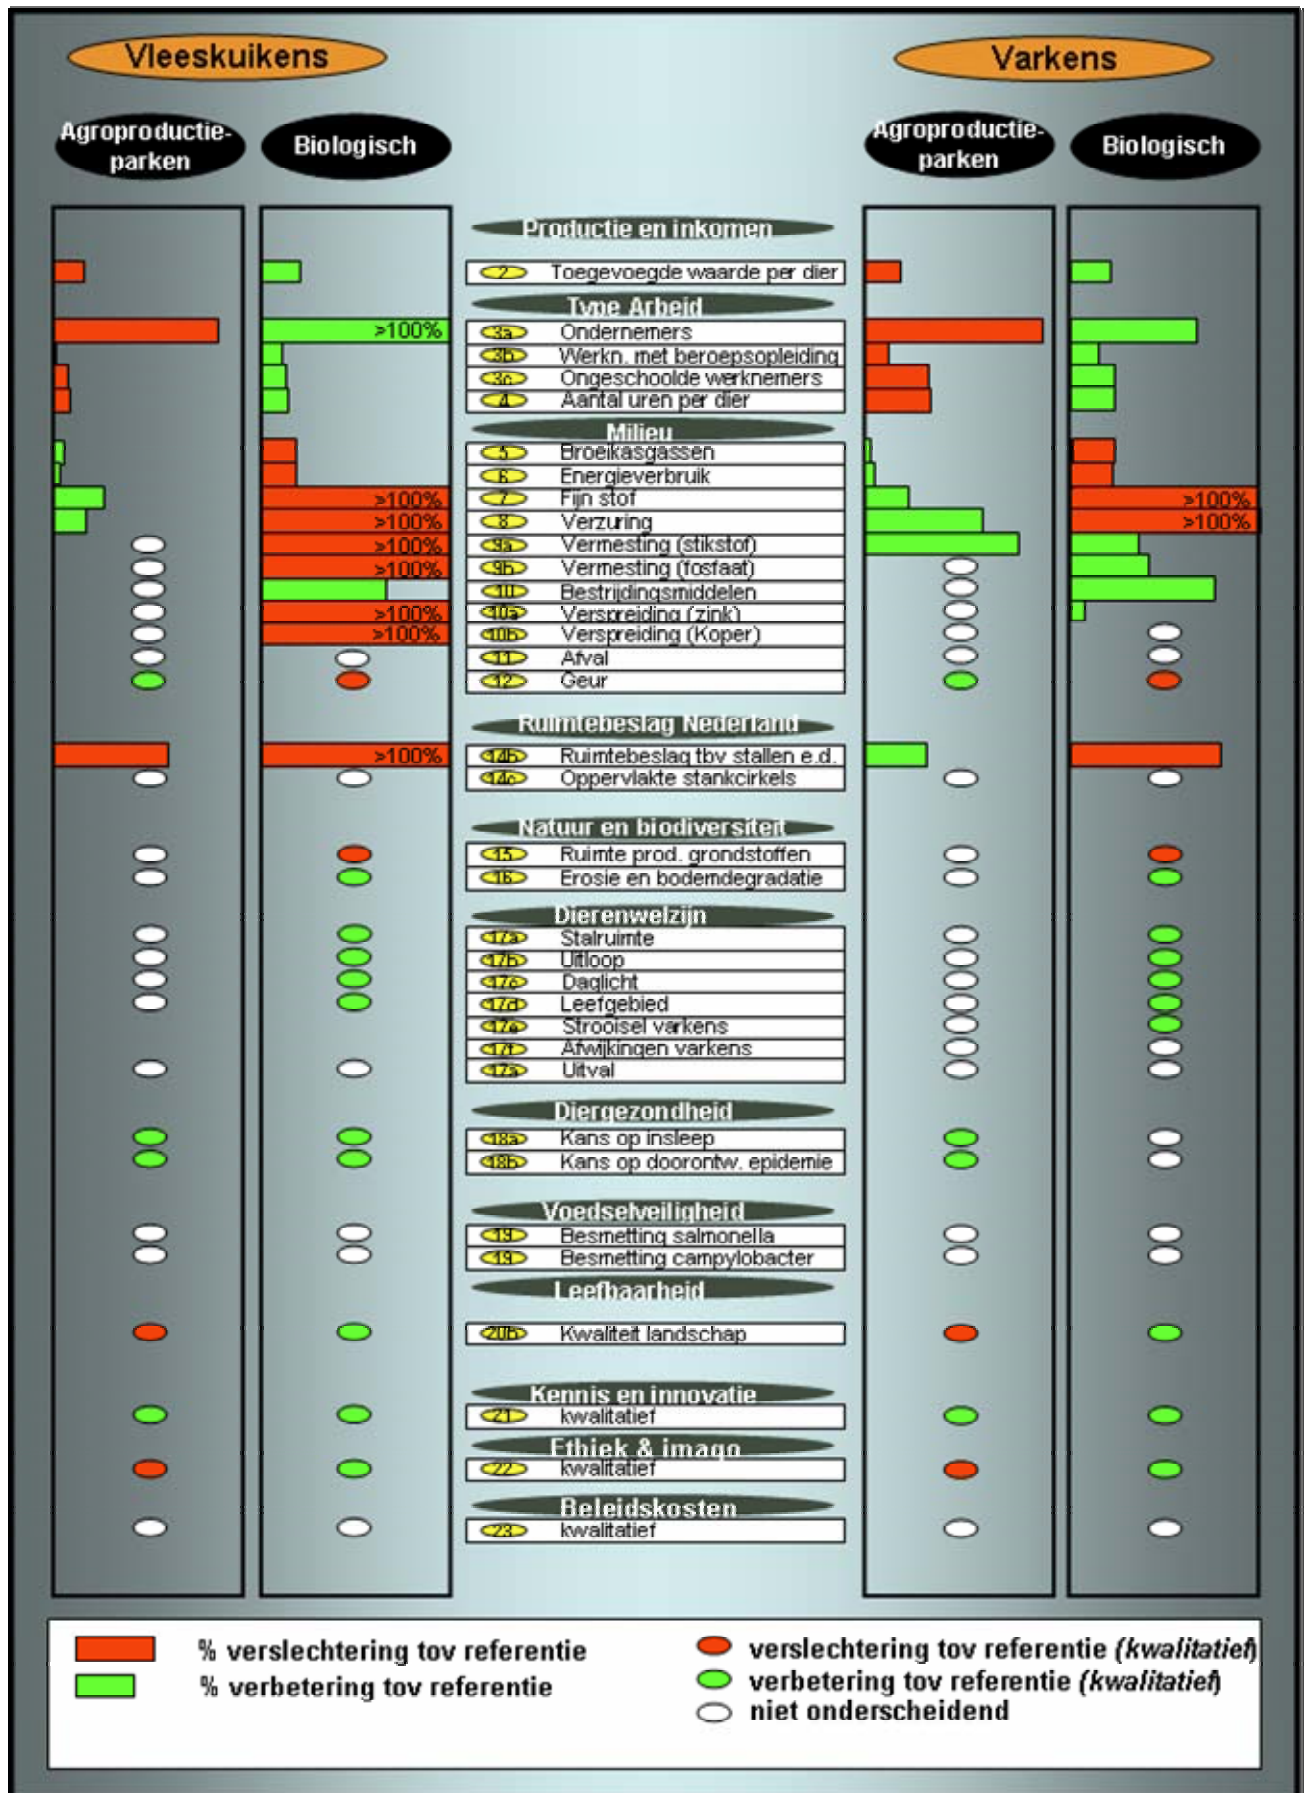 Vleeskuikens
Varkens
Agroproductie-
parken
Biologisch
Agroproductie-
parken
Biologisch
Productie en inkomen
2 Toegevoegde waarde per dier
Type Arbeid
>100% 3a Ondernemers
3b Werkn. met beroepsopleiding
3c Ongeschoolde werknemers
4 Aantal uren per dier
Milieu
5 Broeikasgassen
6 Energieverbruik
>100% 7 Fijn stof >100%
>100% 8 Verzuring >100%
>100% 9a Vermesting (stikstof)
>100% 9b Vermesting (fosfaat)
10 Bestrijdingsmiddelen
>100% 10a Verspreiding (zink)
>100% 10b Verspreiding (Koper)
11 Afval
12 Geur
Ruimtebeslag Nederland
>100% 14b Ruimtebeslag tbv stallen e.d.
14c Oppervlakte stankcirkels
Natuur en biodiversiteit
15 Ruimte prod. grondstoffen
16 Erosie en bodemdegradatie
Dierenwelzijn
17a Stalruimte
17b Uitloop
17c Daglicht
17d Leefgebied
17e Strooisel varkens
17f Afwijkingen varkens
Uitval
Diergezondheid
18a Kans op insleep
18b Kans op doorontw. epidemie
Voedselveiligheid
19 Besmetting salmonella
19 Besmetting campylobacter
Leefbaarheid
20b Kwaliteit landschap
Kennis en innovatie
21 kwalitatief
Ethiek & imago
22 kwalitatief
Beleidskosten
23 kwalitatief
% verslechtering tov referentie
% verbetering tov referentie
verslechtering tov referentie (kwalitatief)
verbetering tov referentie (kwalitatief)
niet onderscheidend